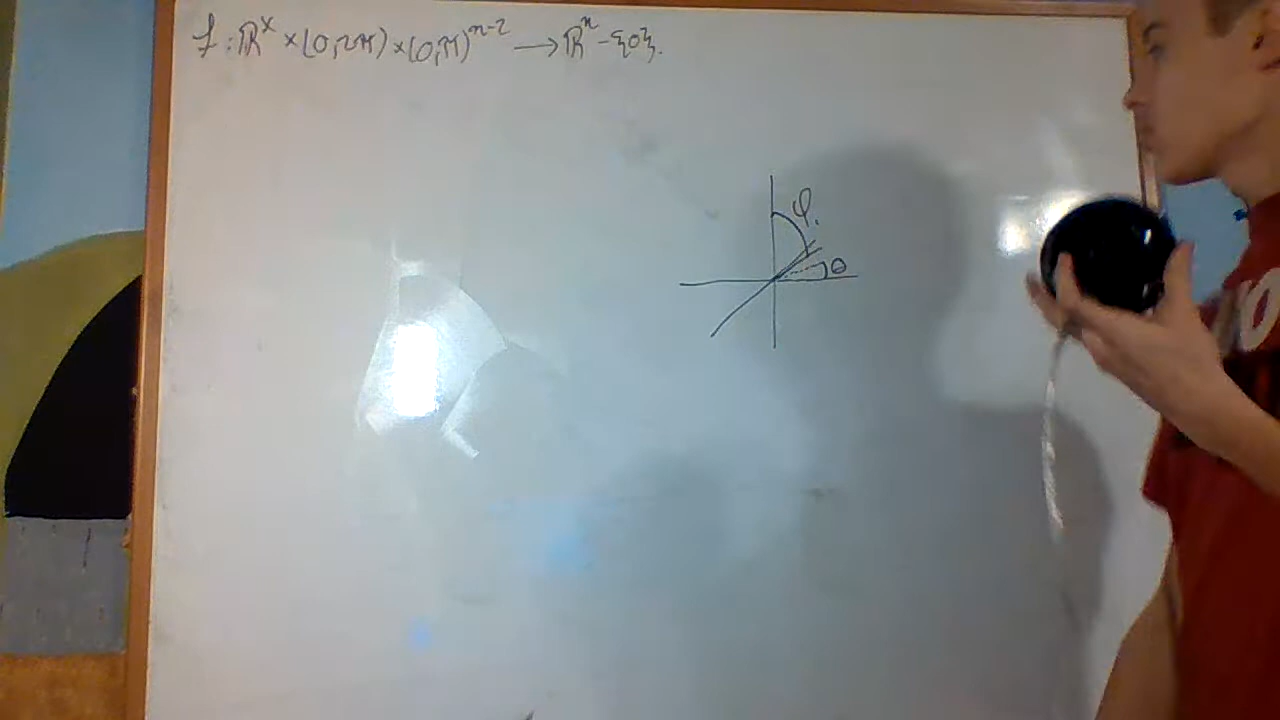 f : ℝ^x × (0,2π) × (0,π)^{n-2} ⟶ ℝ^n - {0}.
φ.
θ